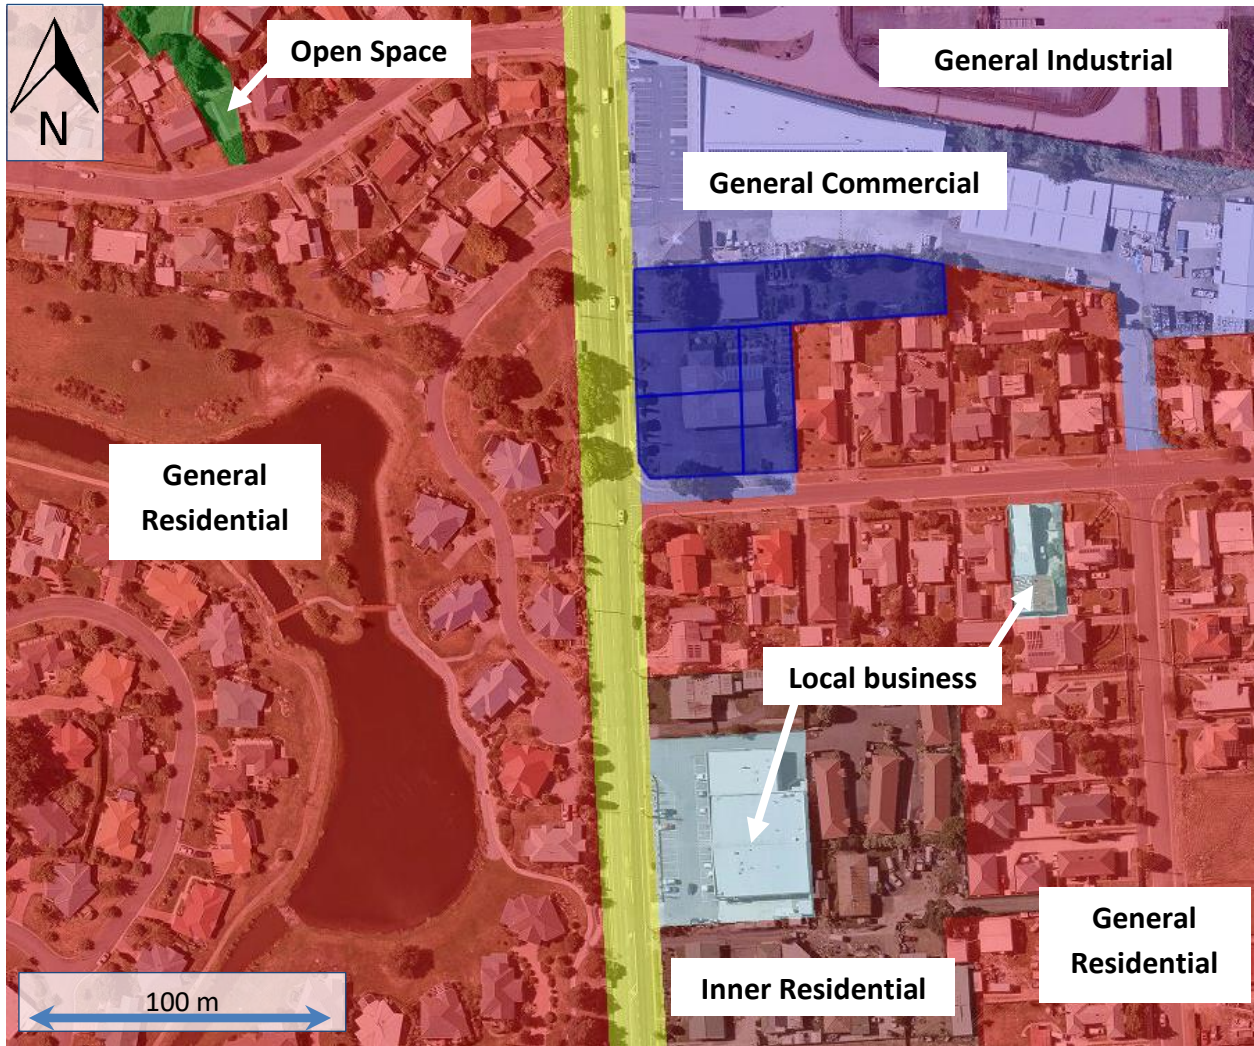 Open Space
General Industrial
N
General Commercial
General
Residential
Local business
General
Residential
Inner Residential
100 m